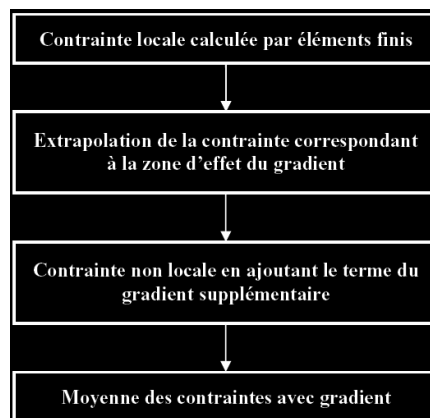 Contrainte locale calculée par éléments finis
Extrapolation de la contrainte correspondant
à la zone d'effet du gradient
Contrainte non locale en ajoutant le terme du
gradient supplémentaire
Moyenne des contraintes avec gradient